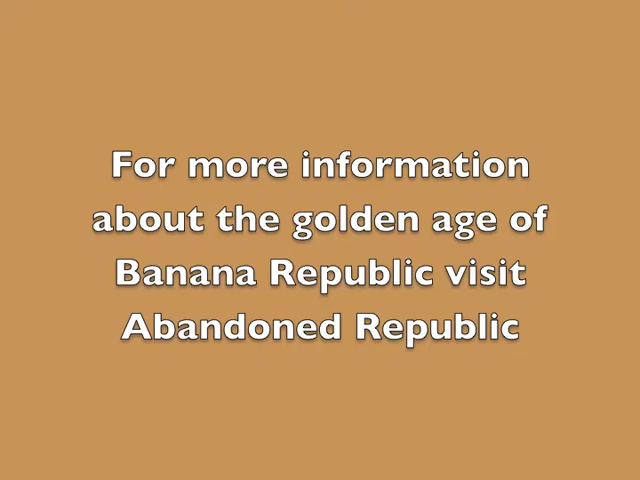 For more information
about the golden age of
Banana Republic visit
Abandoned Republic